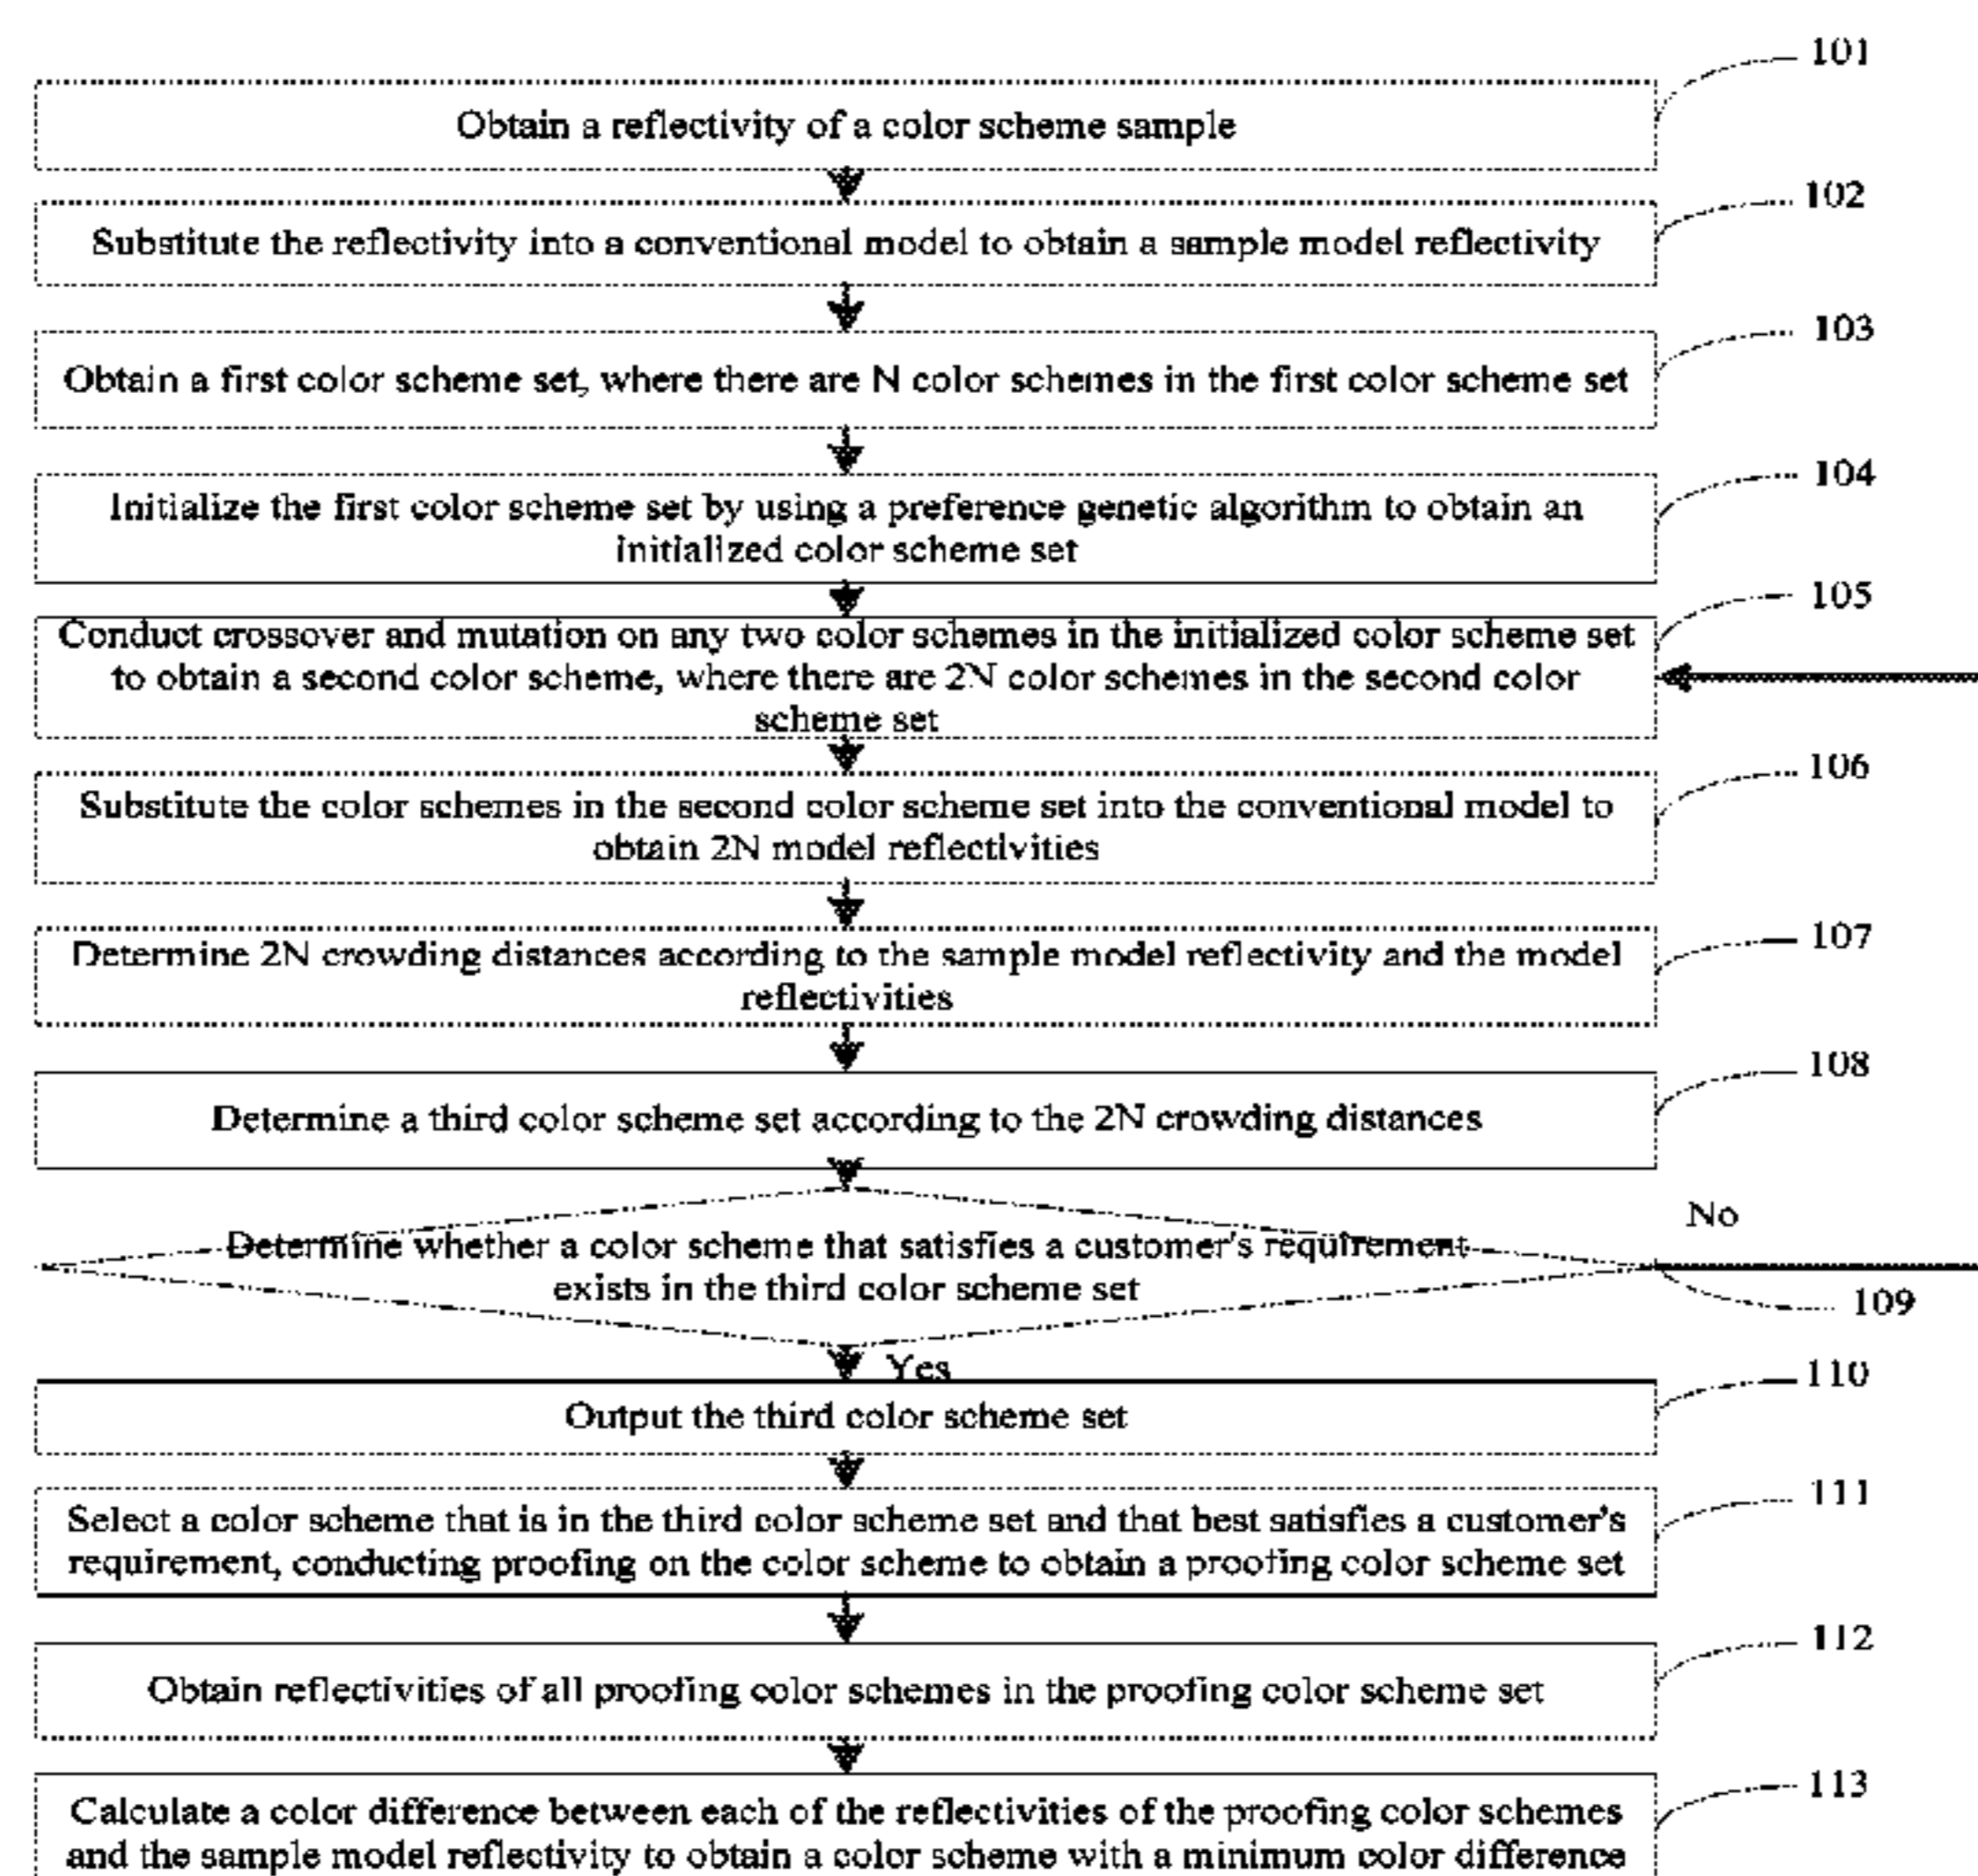 101
Obtain a reflectivity of a color scheme sample
102
Substitute the reflectivity into a conventional model to obtain a sample model reflectivity
103
Obtain a first color scheme set, where there are N color schemes in the first color scheme set
104
Initialize the first color scheme set by using a preference genetic algorithm to obtain an
initialized color scheme set
105
Conduct crossover and mutation on any two color schemes in the initialized color scheme set
to obtain a second color scheme, where there are 2N color schemes in the second color
scheme set
106
Substitute the color schemes in the second color scheme set into the conventional model to
obtain 2N model reflectivities
107
Determine 2N crowding distances according to the sample model reflectivity and the model
reflectivities
108
Determine a third color scheme set according to the 2N crowding distances
No
Determine whether a color scheme that satisfies a customer's requirement
exists in the third color scheme set
109
Yes
110
Output the third color scheme set
111
Select a color scheme that is in the third color scheme set and that best satisfies a customer's
requirement, conducting proofing on the color scheme to obtain a proofing color scheme set
112
Obtain reflectivities of all proofing color schemes in the proofing color scheme set
113
Calculate a color difference between each of the reflectivities of the proofing color schemes
and the sample model reflectivity to obtain a color scheme with a minimum color difference